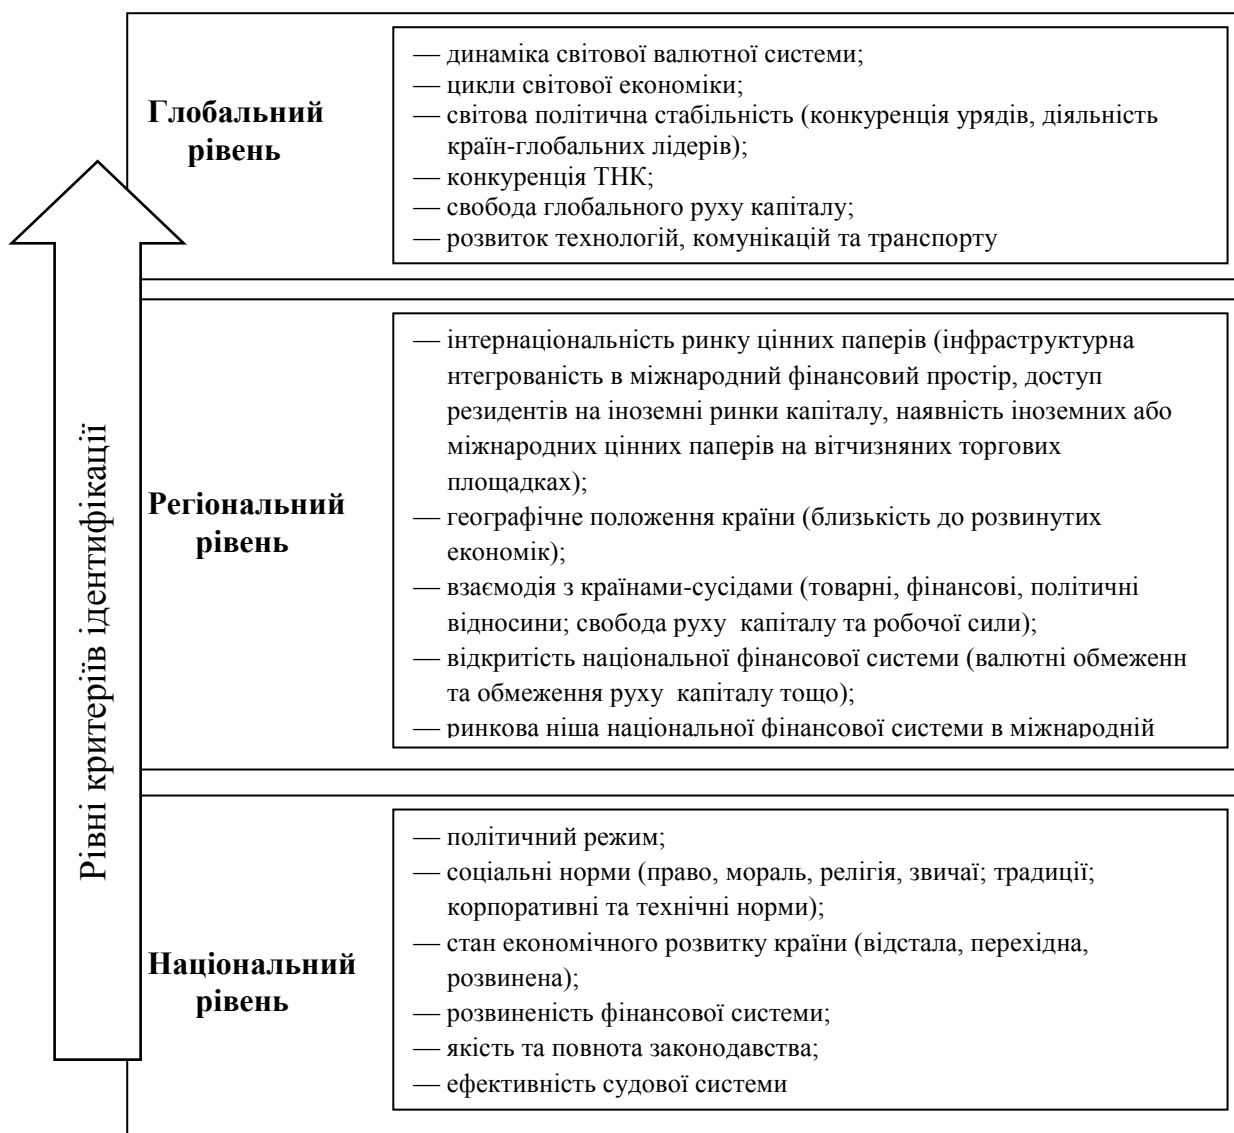 Рівні критеріїв ідентифікації
Глобальний
рівень
— динаміка світової валютної системи;
— цикли світової економіки;
— світова політична стабільність (конкуренція урядів, діяльність
країн-глобальних лідерів);
— конкуренція ТНК;
— свобода глобального руху капіталу;
— розвиток технологій, комунікацій та транспорту
Регіональний
рівень
— інтернаціональність ринку цінних паперів (інфраструктурна
нтегрованість в міжнародний фінансовий простір, доступ
резидентів на іноземні ринки капіталу, наявність іноземних або
міжнародних цінних паперів на вітчизняних торгових
площадках);
— географічне положення країни (близькість до розвинутих
економік);
— взаємодія з країнами-сусідами (товарні, фінансові, політичні
відносини; свобода руху капіталу та робочої сили);
— відкритість національної фінансової системи (валютні обмеженн
та обмеження руху капіталу тощо);
— ринкова ніша національної фінансової системи в міжнародній
Національний
рівень
— політичний режим;
— соціальні норми (право, мораль, релігія, звичаї; традиції;
корпоративні та технічні норми);
— стан економічного розвитку країни (відстала, перехідна,
розвинена);
— розвиненість фінансової системи;
— якість та повнота законодавства;
— ефективність судової системи